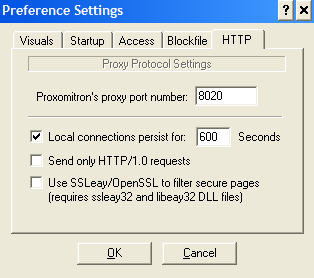 Preference Settings
Visuals Startup Access Blockfile HTTP
Proxy Protocol Settings
Proxomitron's proxy port number: 8020
Local connections persist for: 600 Seconds
Send only HTTP/1.0 requests
Use SSLeay/OpenSSL to filter secure pages
(requires ssleay32 and libeay32 DLL files)
OK Cancel